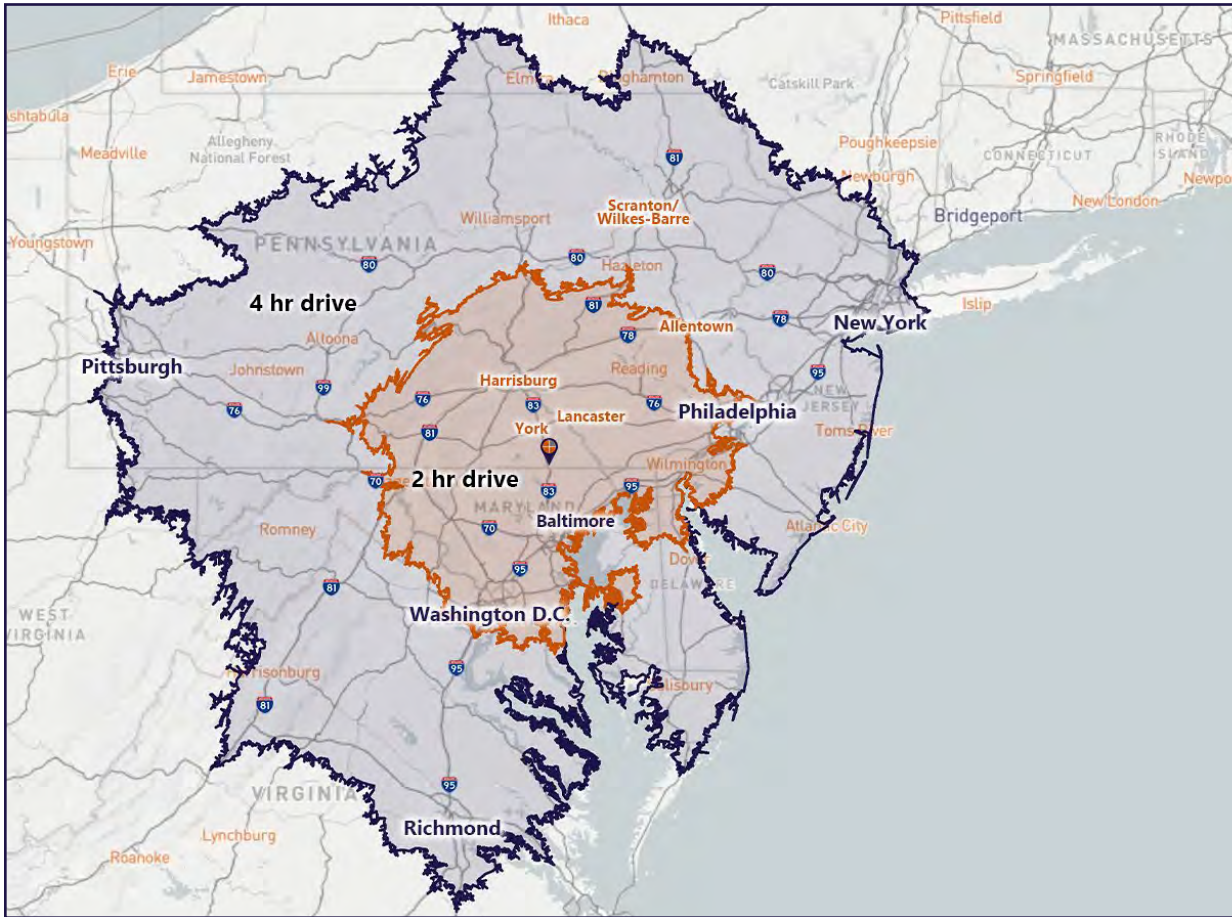 Ithaca
Pittsfield
MASSACHUSETTS
Erie
Jamestown
Elmira
Binghamton
Catskill Park
Springfield
Ashtabula
Allegheny
National Forest
Meadville
81
Poughkeepsie
CONNECTICUT
RHODE
ISLAND
Newburgh
Newpo
New London
Scranton/
Wilkes-Barre
Williamsport
Bridgeport
Youngstown
PENNSYLVANIA
80
80
Hazleton
80
4 hr drive
81
Islip
78
New York
Allentown
78
Altoona
Pittsburgh
Johnstown
Reading
95
Harrisburg
99
NEW
JERSEY
76
83
76
76
Lancaster
Philadelphia
York
81
Toms River
Wilmington
70
2 hr drive
95
83
MARYLAND
Baltimore
Romney
70
Atlantic City
Dover
95
81
DELAWARE
WEST
VIRGINIA
Washington D.C.
95
Harrisonburg
Salisbury
81
95
VIRGINIA
Richmond
Lynchburg
Roanoke